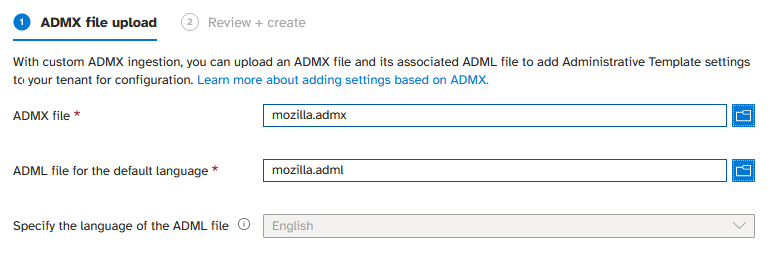 1 ADMX file upload 2 Review + create
With custom ADMX ingestion, you can upload an ADMX file and its associated ADML file to add Administrative Template settings
to your tenant for configuration. Learn more about adding settings based on ADMX.
ADMX file * mozilla.admx
ADML file for the default language * mozilla.adml
Specify the language of the ADML file English